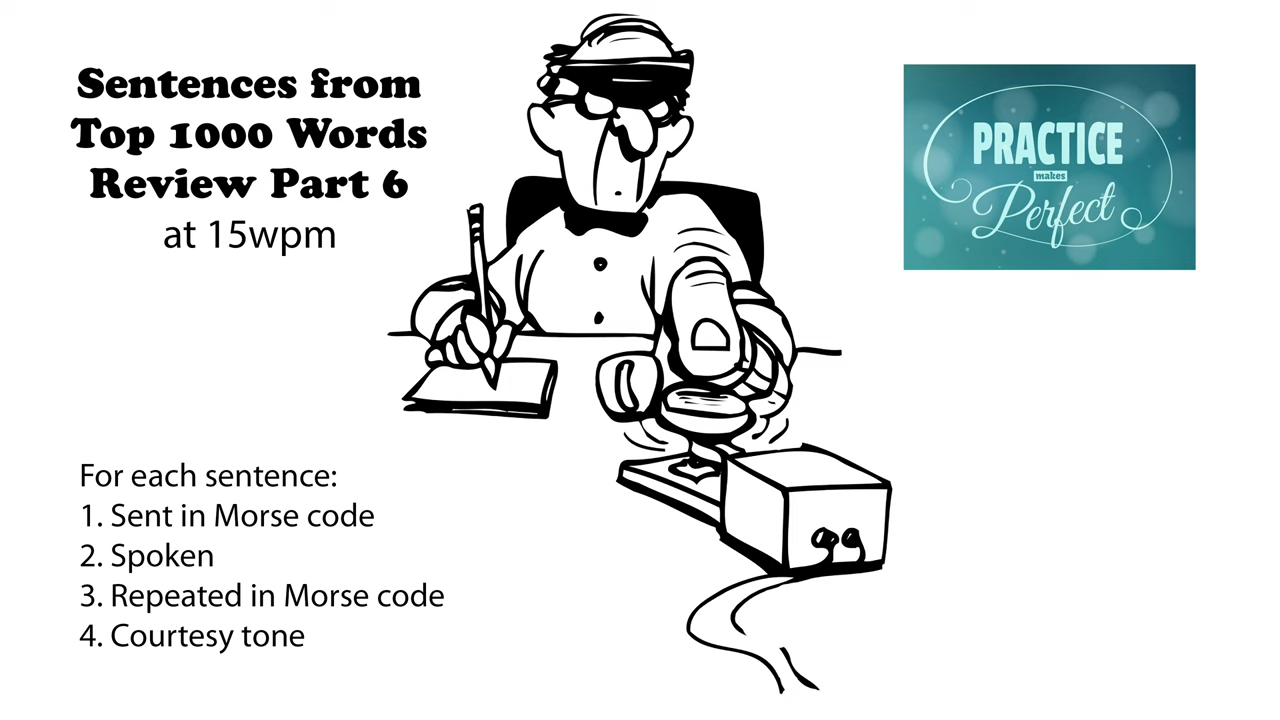 Sentences from
Top 1000 Words
Review Part 6
at 15wpm
PRACTICE
makes
Perfect
For each sentence:
1. Sent in Morse code
2. Spoken
3. Repeated in Morse code
4. Courtesy tone